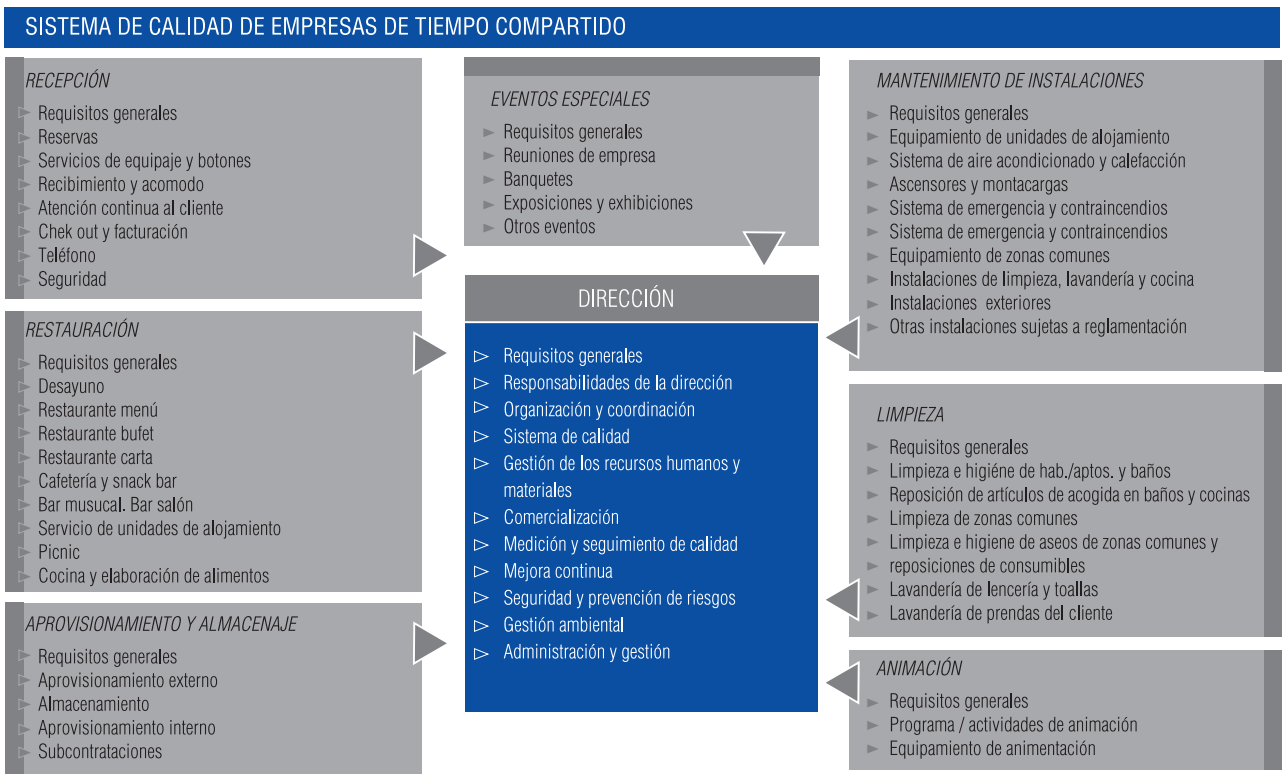 SISTEMA DE CALIDAD DE EMPRESAS DE TIEMPO COMPARTIDO
RECEPCIÓN
Requisitos generales
Reservas
Servicios de equipaje y botones
Recibimiento y acomodo
Atención continua al cliente
Chek out y facturación
Teléfono
Seguridad
RESTAURACIÓN
Requisitos generales
Desayuno
Restaurante menú
Restaurante bufet
Restaurante carta
Cafetería y snack bar
Bar musucal. Bar salón
Servicio de unidades de alojamiento
Picnic
Cocina y elaboración de alimentos
APROVISIONAMIENTO Y ALMACENAJE
Requisitos generales
Aprovisionamiento externo
Almacenamiento
Aprovisionamiento interno
Subcontrataciones
EVENTOS ESPECIALES
Requisitos generales
Reuniones de empresa
Banquetes
Exposiciones y exhibiciones
Otros eventos
DIRECCIÓN
Requisitos generales
Responsabilidades de la dirección
Organización y coordinación
Sistema de calidad
Gestión de los recursos humanos y
materiales
Comercialización
Medición y seguimiento de calidad
Mejora continua
Seguridad y prevención de riesgos
Gestión ambiental
Administración y gestión
MANTENIMIENTO DE INSTALACIONES
Requisitos generales
Equipamiento de unidades de alojamiento
Sistema de aire acondicionado y calefacción
Ascensores y montacargas
Sistema de emergencia y contraincendios
Sistema de emergencia y contraincendios
Equipamiento de zonas comunes
Instalaciones de limpieza, lavandería y cocina
Instalaciones exteriores
Otras instalaciones sujetas a reglamentación
LIMPIEZA
Requisitos generales
Limpieza e higiéne de hab./aptos. y baños
Reposición de artículos de acogida en baños y cocinas
Limpieza de zonas comunes
Limpieza e higiene de aseos de zonas comunes y
reposiciones de consumibles
Lavandería de lencería y toallas
Lavandería de prendas del cliente
ANIMACIÓN
Requisitos generales
Programa / actividades de animación
Equipamiento de animentación